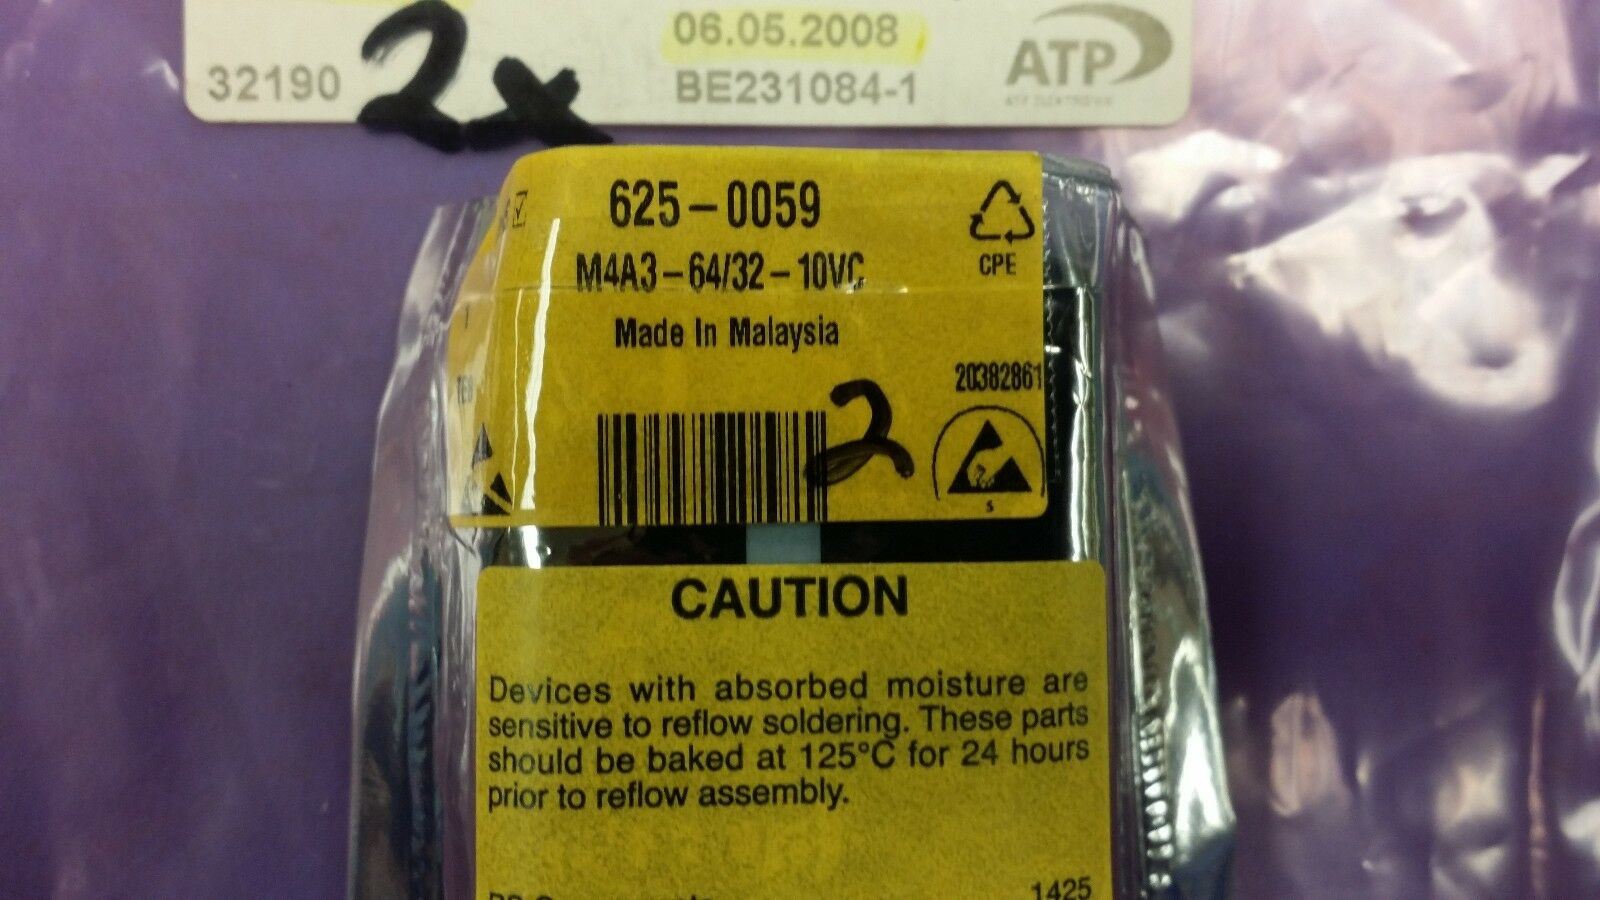 06.05.2008
32190 2x BE231084-1 ATP
625-0059
M4A3-64/32-10VC
CPE
Made In Malaysia
20382861
2
S
CAUTION
Devices with absorbed moisture are
sensitive to reflow soldering. These parts
should be baked at 125°C for 24 hours
prior to reflow assembly.
1425